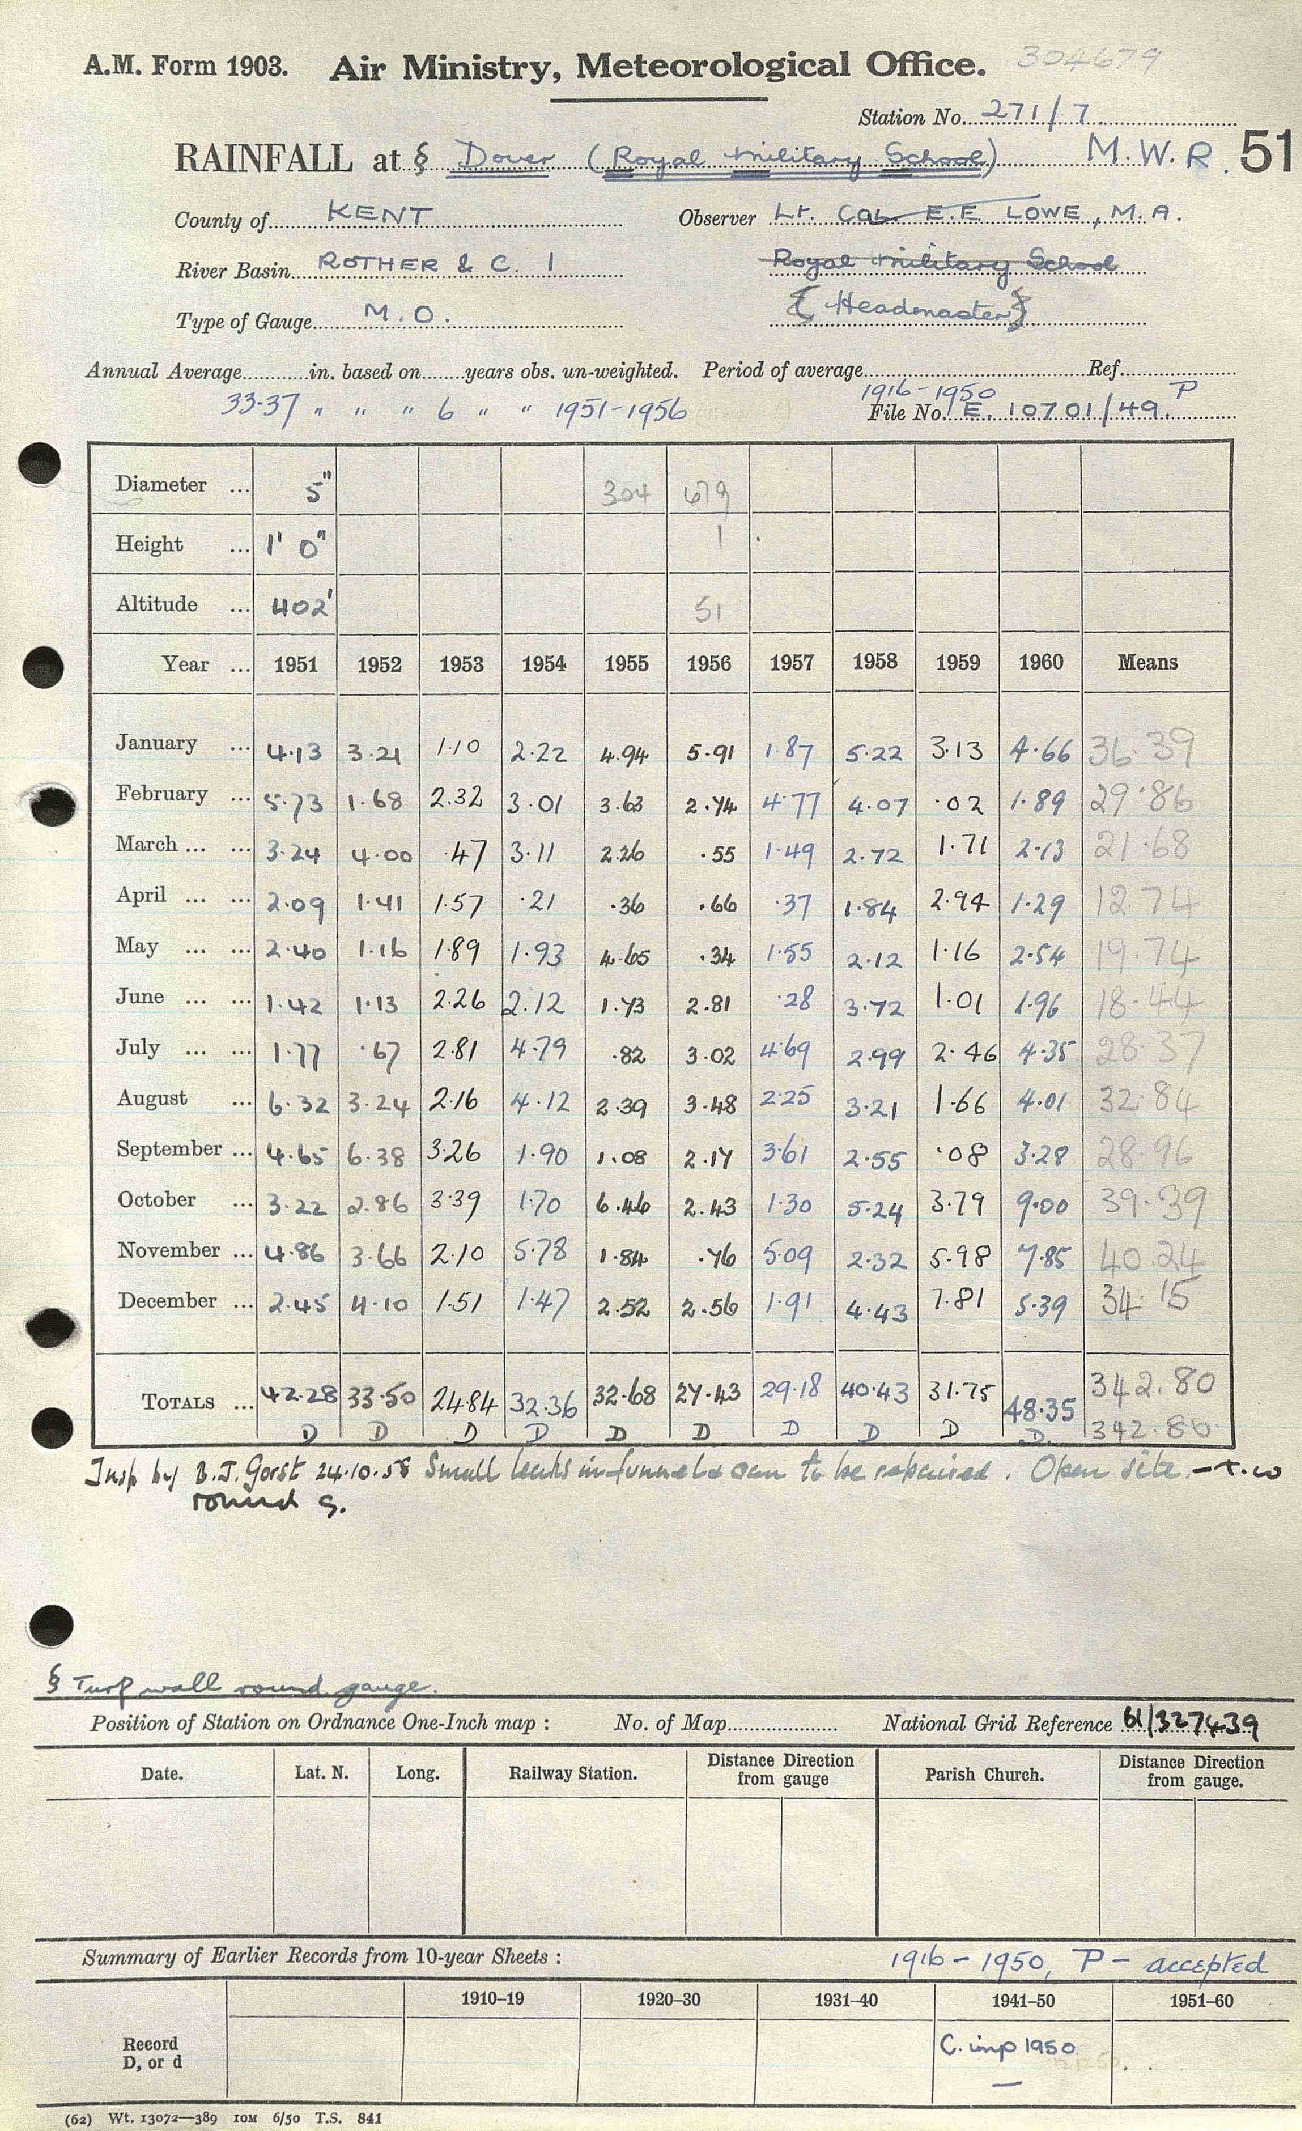 304679
A.M. Form 1903. Air Ministry, Meteorological Office.
Station No. 271/7
RAINFALL at § Dover (Royal Military School) M.W.R. 51
County of KENT Observer Lt. Col. E.E. LOWE, M.A.
River Basin ROTHER & C. 1 Royal Military School
Type of Gauge M.O. {Headmaster}
Annual Average in. based on years obs. un-weighted. Period of average Ref.
33·37 " " " 6 " " 1951-1956 1916-1950 P
File No. E. 10701/49
Diameter ... 5" 304 679
Height ... 1' 0" 1
Altitude ... 402' 51
Year ... 1951 1952 1953 1954 1955 1956 1957 1958 1959 1960 Means
January ... 4·13 3·21 1·10 2·22 4·94 5·91 1·87 5·22 3·13 4·66 36·39
February ... 5·73 1·68 2·32 3·01 3·63 2·74 4·77 4·07 ·02 1·89 29·86
March ... ... 3·24 4·00 ·47 3·11 2·26 ·55 1·49 2·72 1·71 2·13 21·68
April ... ... 2·09 1·41 1·57 ·21 ·36 ·66 ·37 1·84 2·94 1·29 12·74
May ... ... 2·40 1·16 1·89 1·93 4·65 ·34 1·55 2·12 1·16 2·54 19·74
June ... ... 1·42 1·13 2·26 2·12 1·73 2·81 ·28 3·72 1·01 1·96 18·44
July ... ... 1·77 ·67 2·81 4·79 ·82 3·02 4·69 2·99 2·46 4·35 28·37
August ... 6·32 3·24 2·16 4·12 2·39 3·48 2·25 3·21 1·66 4·01 32·84
September ... 4·65 6·38 3·26 1·90 1·08 2·17 3·61 2·55 ·08 3·28 28·96
October ... 3·22 2·86 3·39 1·70 6·46 2·43 1·30 5·24 3·79 9·00 39·39
November ... 4·86 3·66 2·10 5·78 1·84 ·76 5·09 2·32 5·98 7·85 40·24
December ... 2·45 4·10 1·51 1·47 2·52 2·56 1·91 4·43 7·81 5·39 34·15
TOTALS ... 42·28 33·50 24·84 32·36 32·68 27·43 29·18 40·43 31·75 48·35 342.80
D D D D D D D D D D 342.80
Insp by B.J. Gorst 24·10·58 Small leaks in funnel & can to be repaired. Open site – t.w
round g.
§ Turf wall round gauge.
Position of Station on Ordnance One-Inch map : No. of Map National Grid Reference 61/327439
Date. Lat. N. Long. Railway Station. Distance Direction from gauge Parish Church. Distance Direction from gauge.
Summary of Earlier Records from 10-year Sheets : 1916-1950, P – accepted
1910–19 1920–30 1931–40 1941–50 1951–60
Record
D, or d
C. imp 1950
(62) Wt. 13072—389 10M 6/50 T.S. 841